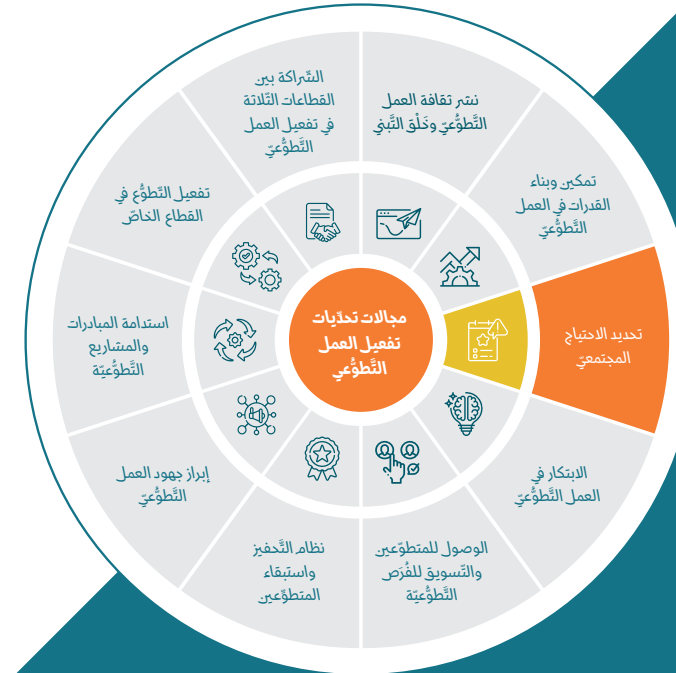 مجالات تحدّيات
تفعيل العمل
التَّطوُّعي
نشر ثقافة العمل
التَّطوُّعيّ وخَلْق التَّبني
تمكين وبناء
القدرات في العمل
التَّطوُّعيّ
تحديد الاحتياج
المجتمعيّ
الابتكار في
العمل التَّطوُّعيّ
الوصول للمتطوّعين
والتّسويق للفُرَص
التَّطوُّعيّة
نظام التَّحفيز
واستبقاء
المتطوِّعين
إبراز جهود العمل
التَّطوُّعيّ
استدامة المبادرات
والمشاريع
التَّطوُّعيّة
تفعيل التَّطوُّع في
القطاع الخاصّ
الشّراكة بين
القطاعات الثّلاثة
في تفعيل العمل
التَّطوُّعيّ